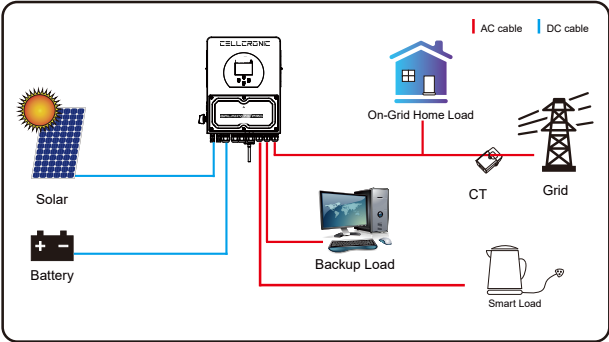 AC cable
DC cable
CELLCRONIC
On-Grid Home Load
Solar
CT
Grid
Battery
Backup Load
Smart Load